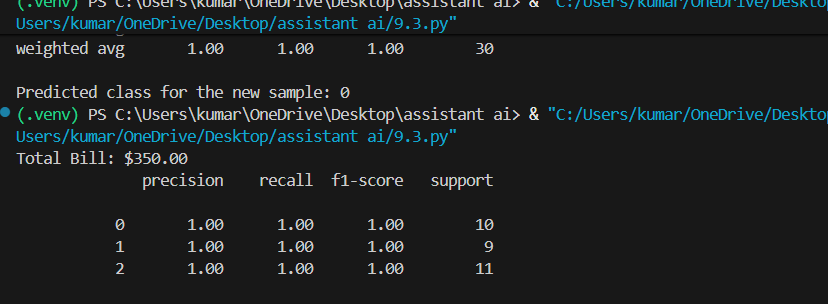 (.venv) PS C:\Users\kumar\OneDrive\Desktop\assistant ai> & "C:/Users/kumar/OneDrive/Deskto
Users/kumar/OneDrive/Desktop/assistant ai/9.3.py"
weighted avg 1.00 1.00 1.00 30
Predicted class for the new sample: 0
(.venv) PS C:\Users\kumar\OneDrive\Desktop\assistant ai> & "C:/Users/kumar/OneDrive/Deskto
Users/kumar/OneDrive/Desktop/assistant ai/9.3.py"
Total Bill: $350.00
precision recall f1-score support
0 1.00 1.00 1.00 10
1 1.00 1.00 1.00 9
2 1.00 1.00 1.00 11